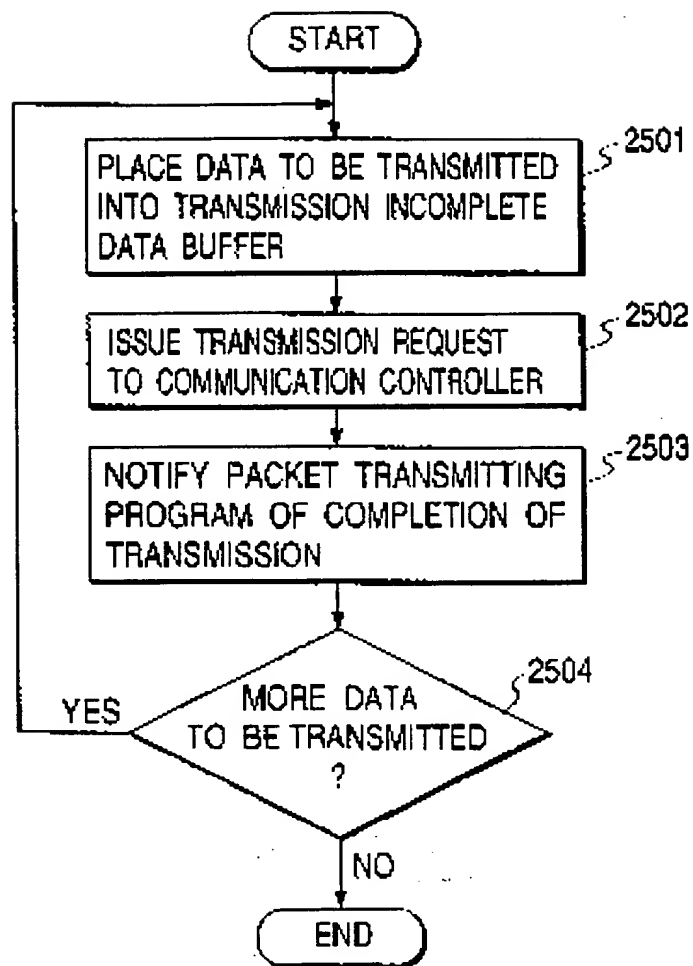 START
PLACE DATA TO BE TRANSMITTED
INTO TRANSMISSION INCOMPLETE
DATA BUFFER
2501
ISSUE TRANSMISSION REQUEST
TO COMMUNICATION CONTROLLER
2502
NOTIFY PACKET TRANSMITTING
PROGRAM OF COMPLETION OF
TRANSMISSION
2503
MORE DATA
TO BE TRANSMITTED
?
2504
YES
NO
END